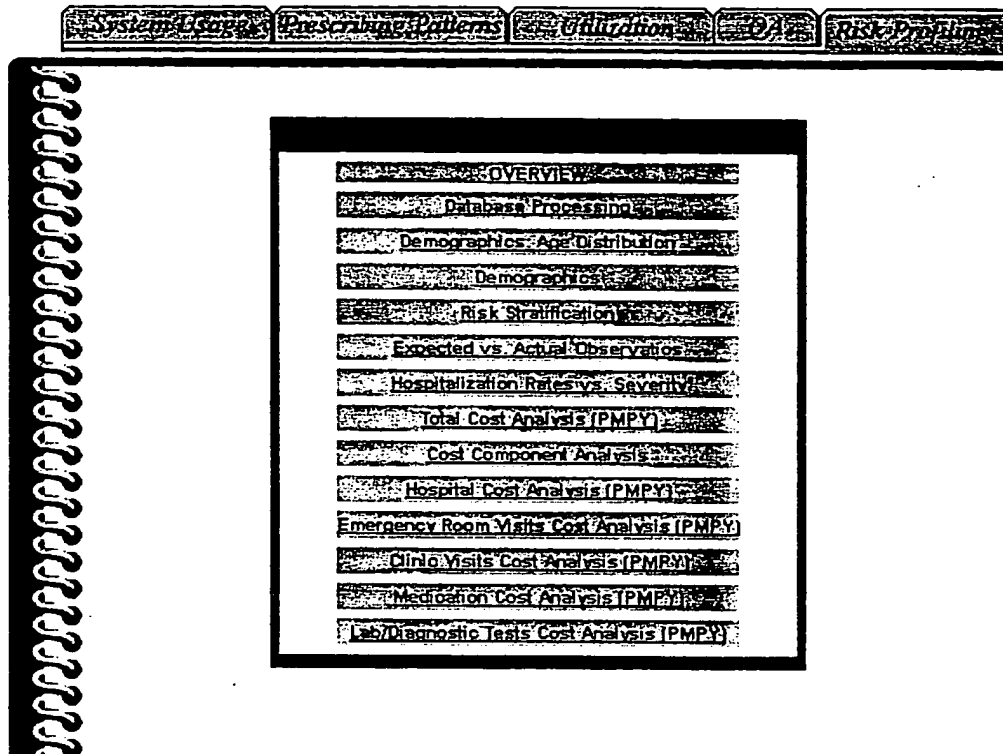 System Usage Prescribing Patterns Utilization QA Risk Profiling
OVERVIEW
Database Processing
Demographics: Age Distribution
Demographics
Risk Stratification
Expected vs. Actual Observatios
Hospitalization Rates vs. Severity
Total Cost Analysis (PMPY)
Cost Component Analysis
Hospital Cost Analysis (PMPY)
Emergency Room Visits Cost Analysis (PMPY)
Clinic Visits Cost Analysis (PMPY)
Medication Cost Analysis (PMPY)
Lab/Diagnostic Tests Cost Analysis (PMPY)